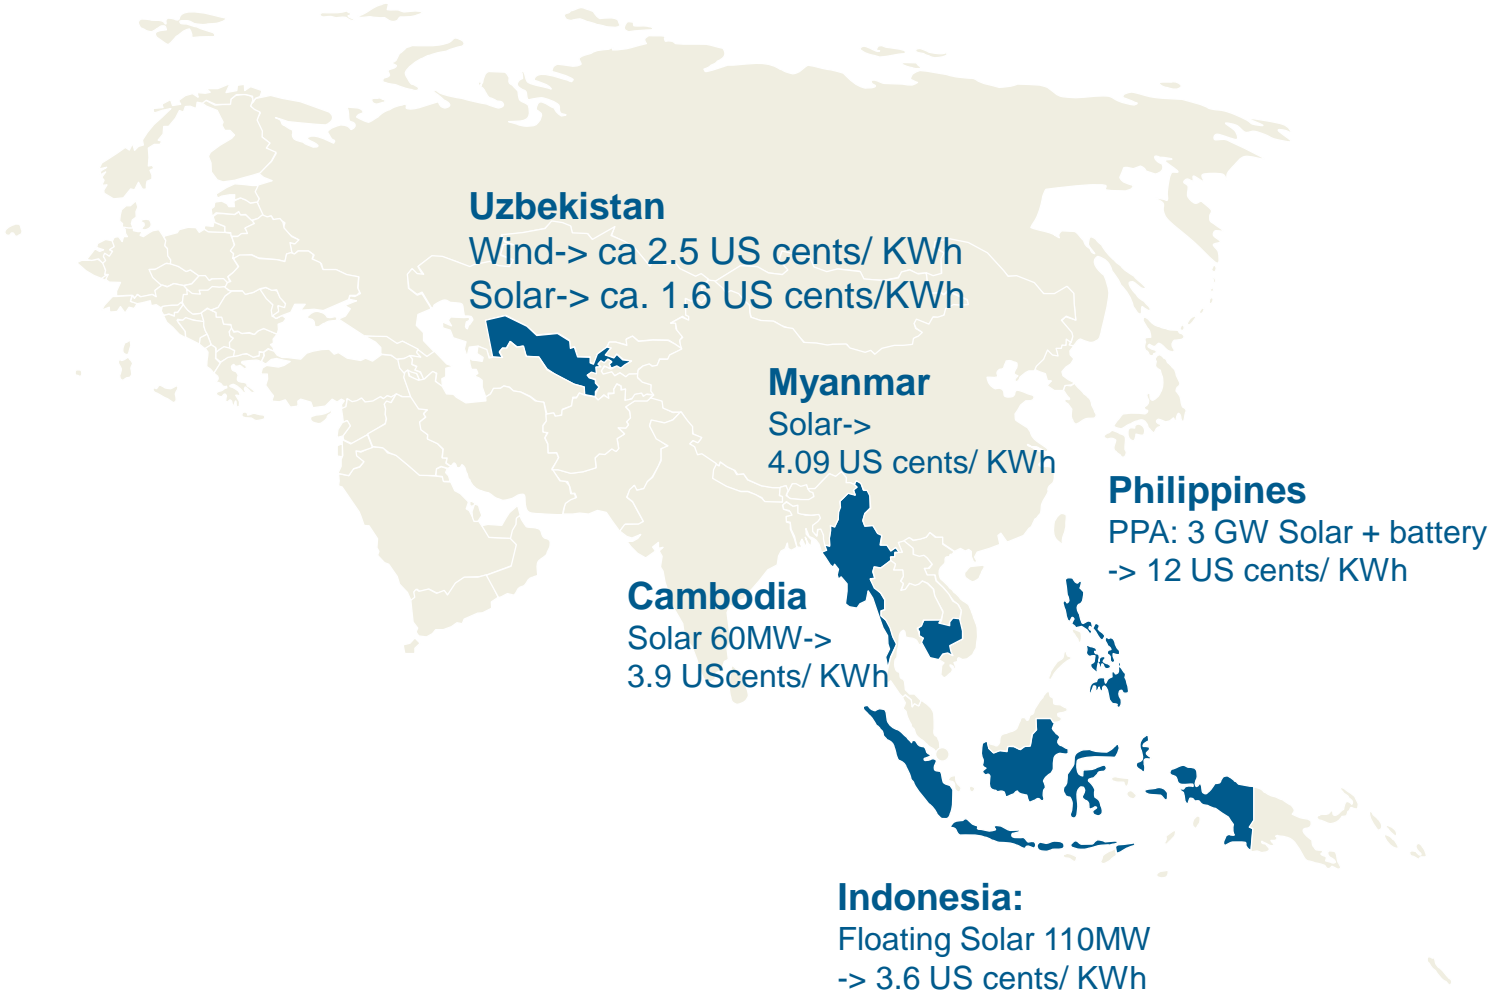 Uzbekistan
Wind-> ca 2.5 US cents/ KWh
Solar-> ca. 1.6 US cents/KWh
Myanmar
Solar->
4.09 US cents/ KWh
Philippines
PPA: 3 GW Solar + battery
-> 12 US cents/ KWh
Cambodia
Solar 60MW->
3.9 UScents/ KWh
Indonesia:
Floating Solar 110MW
-> 3.6 US cents/ KWh